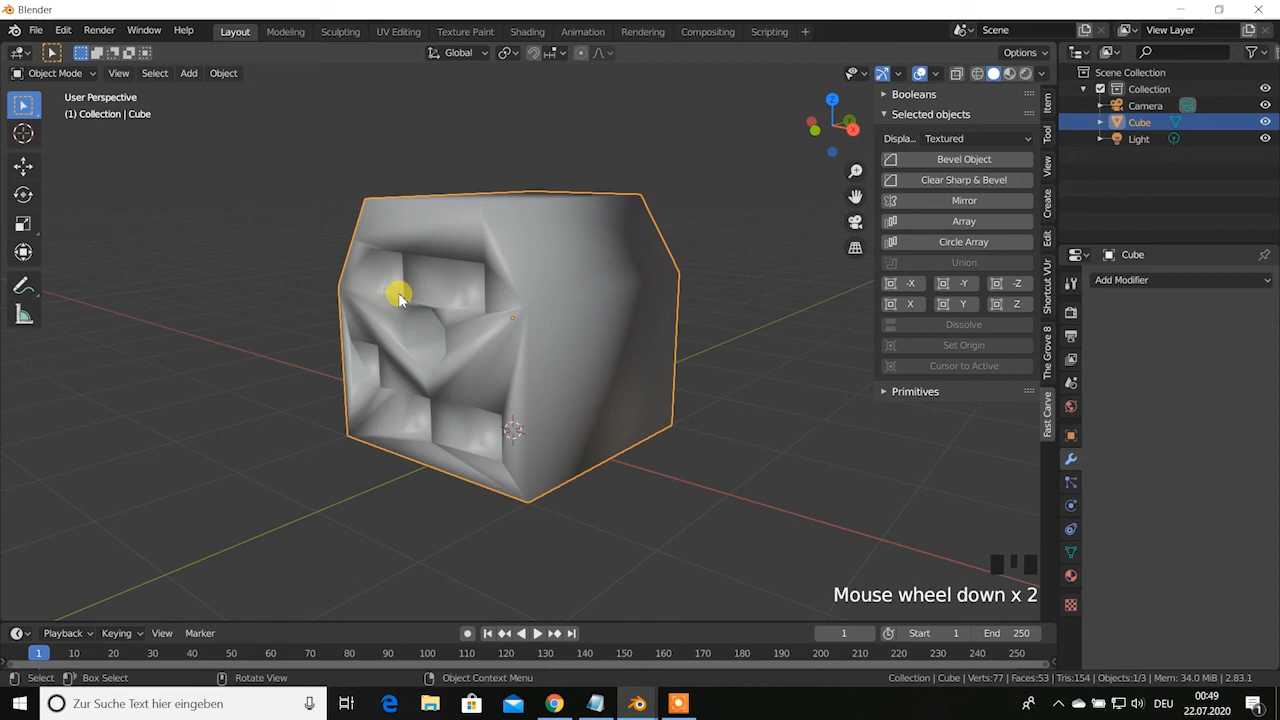 Blender
File Edit Render Window Help
Layout Modeling Sculpting UV Editing Texture Paint Shading Animation Rendering Compositing Scripting +
Scene
View Layer
Global
Options
Object Mode View Select Add Object
User Perspective
(1) Collection | Cube
Z
X
Y
Booleans
Selected objects
Displa... Textured
Bevel Object
Clear Sharp & Bevel
Mirror
Array
Circle Array
Union
-X -Y -Z
X Y Z
Dissolve
Set Origin
Cursor to Active
Primitives
Item
Tool
View
Create
Edit
Shortcut VUr
The Grove 8
Fast Carve
Scene Collection
Collection
Camera
Cube
Light
Cube
Add Modifier
Mouse wheel down x 2
Playback Keying View Marker
1
Start 1 End 250
1 10 20 30 40 50 60 70 80 90 100 110 120 130 140 150 160 170 180 190 200 210 220 230 240 250
Select Box Select Rotate View Object Context Menu
Collection | Cube | Verts:77 | Faces:53 | Tris:154 | Objects:1/3 | Mem: 34.0 MiB | 2.83.1
Zur Suche Text hier eingeben
DEU
00:49
22.07.2020
1